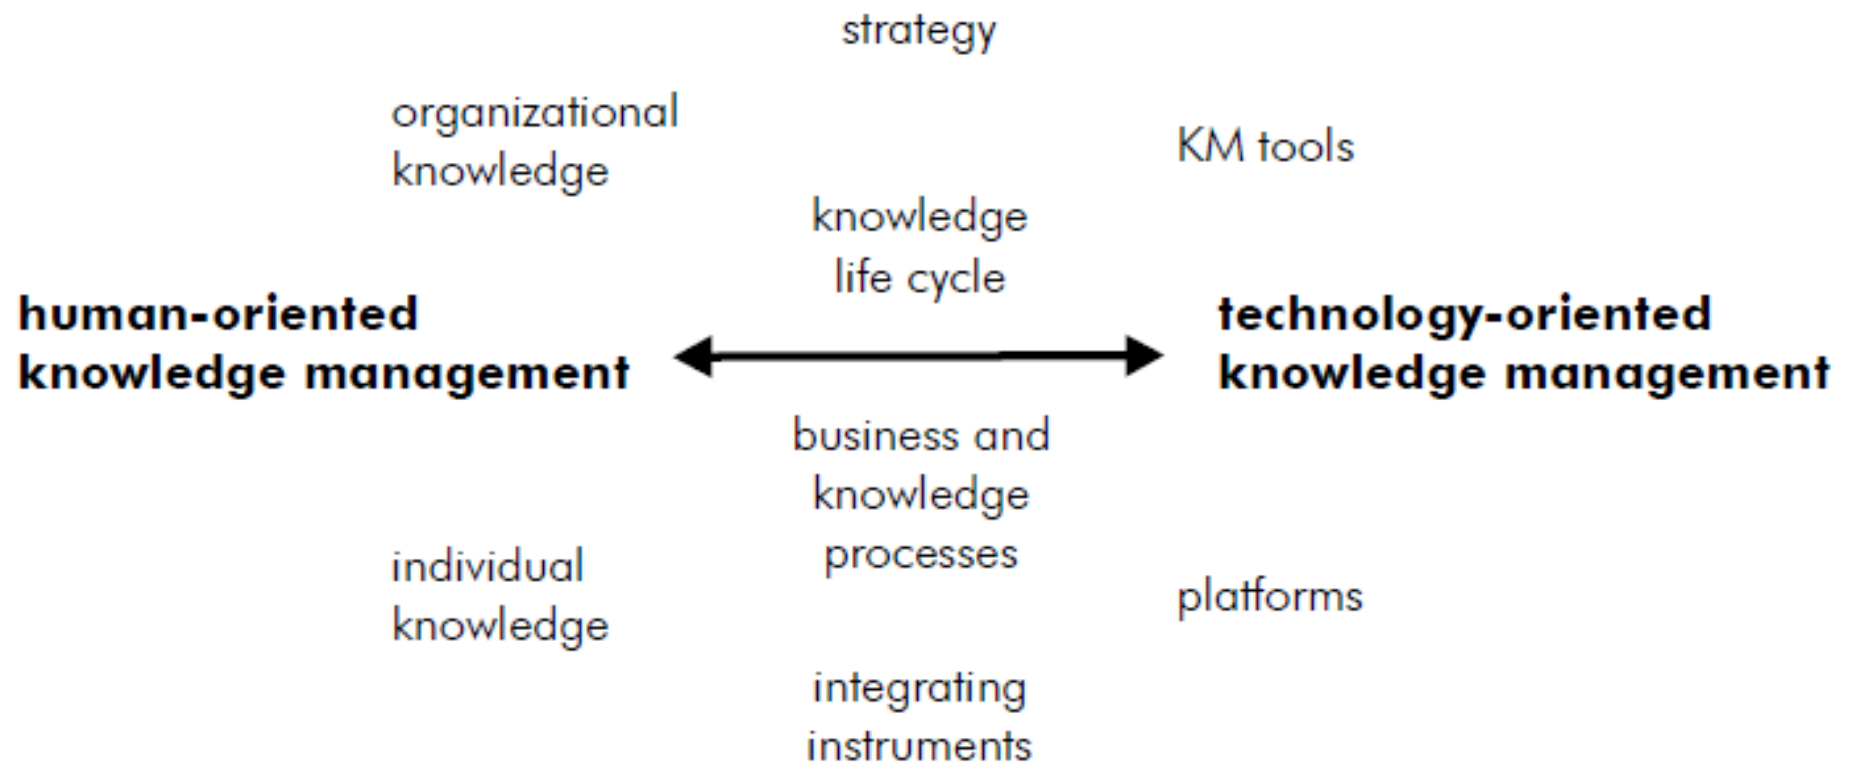 strategy
organizational
knowledge
KM tools
knowledge
life cycle
human-oriented
knowledge management
technology-oriented
knowledge management
business and
knowledge
processes
individual
knowledge
platforms
integrating
instruments